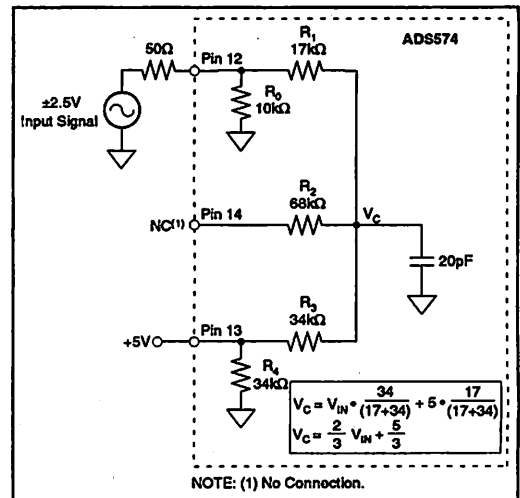 ADS574
50Ω
Pin 12
R1
17kΩ
±2.5V
Input Signal
R0
10kΩ
NC(1)
Pin 14
R2
68kΩ
VC
20pF
+5V
Pin 13
R3
34kΩ
R4
34kΩ
VC = VIN • 34/(17+34) + 5 • 17/(17+34)
VC = 2/3 VIN + 5/3
NOTE: (1) No Connection.